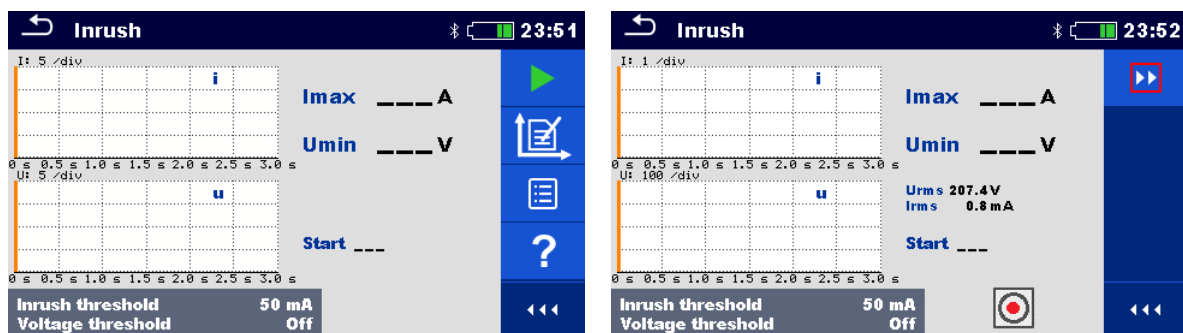 Inrush 23:51
I: 5 /div
i
Imax ___ A
Umin ___ V
0 s 0.5 s 1.0 s 1.5 s 2.0 s 2.5 s 3.0 s
U: 5 /div
u
Start ___
0 s 0.5 s 1.0 s 1.5 s 2.0 s 2.5 s 3.0 s
Inrush threshold 50 mA
Voltage threshold Off
?
Inrush 23:52
I: 1 /div
i
Imax ___ A
Umin ___ V
0 s 0.5 s 1.0 s 1.5 s 2.0 s 2.5 s 3.0 s
U: 100 /div
u
Urms 207.4 V
Irms 0.8 mA
Start ___
0 s 0.5 s 1.0 s 1.5 s 2.0 s 2.5 s 3.0 s
Inrush threshold 50 mA
Voltage threshold Off